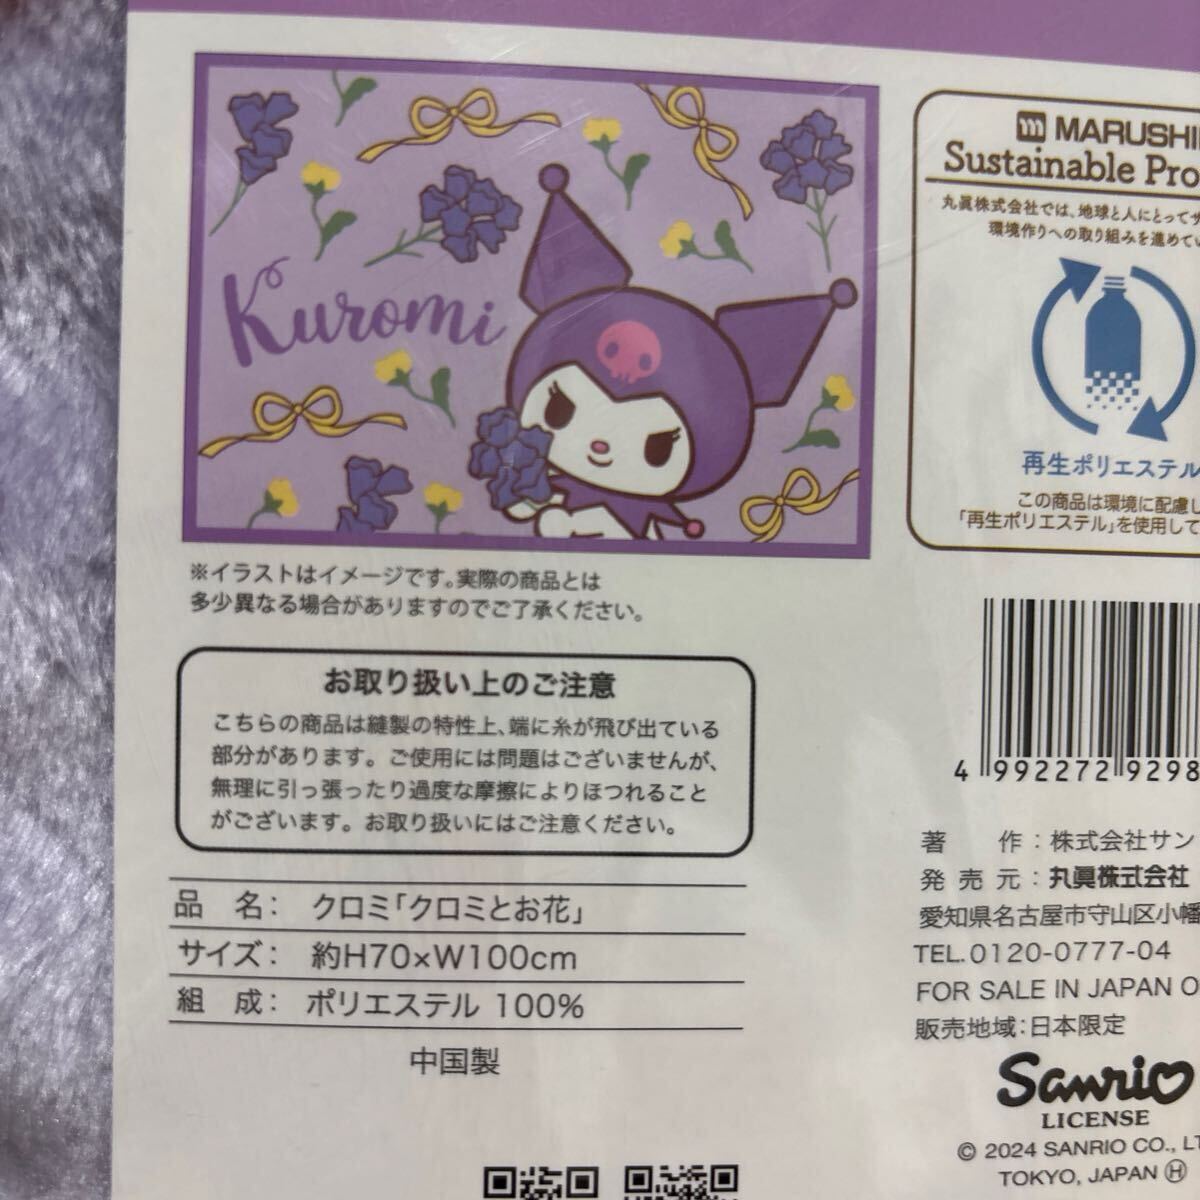 Kuromi
※イラストはイメージです。実際の商品とは
多少異なる場合がありますのでご了承ください。
お取り扱い上のご注意
こちらの商品は縫製の特性上、端に糸が飛び出ている
部分があります。ご使用には問題はございませんが、
無理に引っ張ったり過度な摩擦によりほつれること
がございます。お取り扱いにはご注意ください。
品 名: クロミ「クロミとお花」
サイズ: 約H70×W100cm
組 成: ポリエステル 100%
中国製
m MARUSHI
Sustainable Pro
丸眞株式会社では、地球と人にとってサ
環境作りへの取り組みを進めてい
再生ポリエステル
この商品は環境に配慮し
「再生ポリエステル」を使用して
4 992272 9298
著 作:株式会社サン
発 売 元:丸眞株式会社
愛知県名古屋市守山区小幡
TEL.0120-0777-04
FOR SALE IN JAPAN O
販売地域:日本限定
Sanrio
LICENSE
© 2024 SANRIO CO., LT
TOKYO, JAPAN Ⓗ